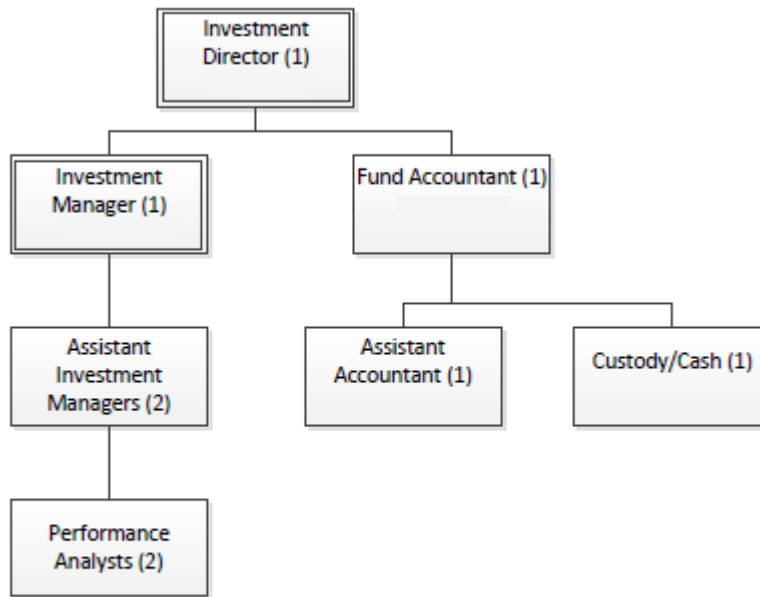 Investment
Director (1)
Investment
Manager (1)
Fund Accountant (1)
Assistant
Investment
Managers (2)
Assistant
Accountant (1)
Custody/Cash (1)
Performance
Analysts (2)